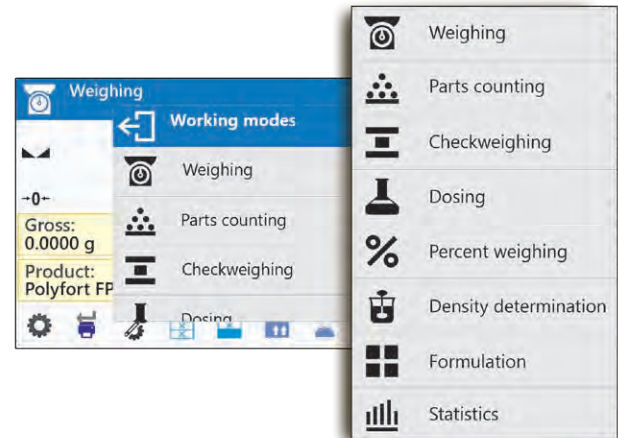 Weighing
Working modes
Weighing
→0←
Parts counting
Gross:
0.0000 g
Checkweighing
Product:
Polyfort FP
Dosing
Weighing
Parts counting
Checkweighing
Dosing
% Percent weighing
Density determination
Formulation
Statistics